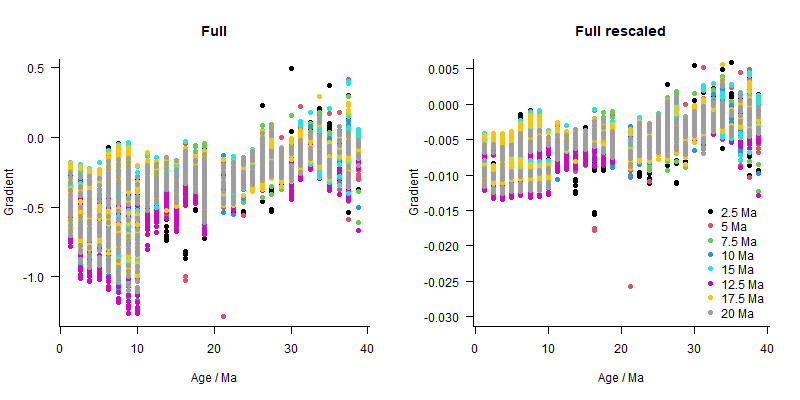 Full
Gradient
0.5
0.0
-0.5
-1.0
0
10
20
30
40
Age / Ma
Full rescaled
Gradient
0.005
0.000
-0.005
-0.010
-0.015
-0.020
-0.025
-0.030
0
10
20
30
40
Age / Ma
2.5 Ma
5 Ma
7.5 Ma
10 Ma
15 Ma
12.5 Ma
17.5 Ma
20 Ma